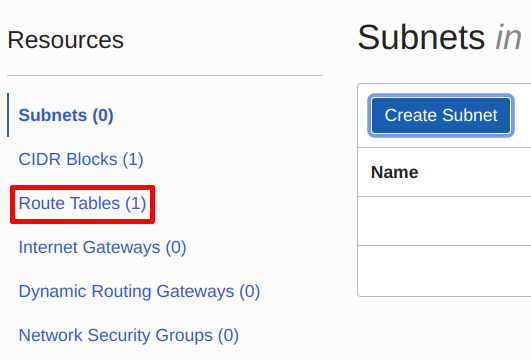 Resources
Subnets (0)
CIDR Blocks (1)
Route Tables (1)
Internet Gateways (0)
Dynamic Routing Gateways (0)
Network Security Groups (0)
Subnets in
Create Subnet
Name